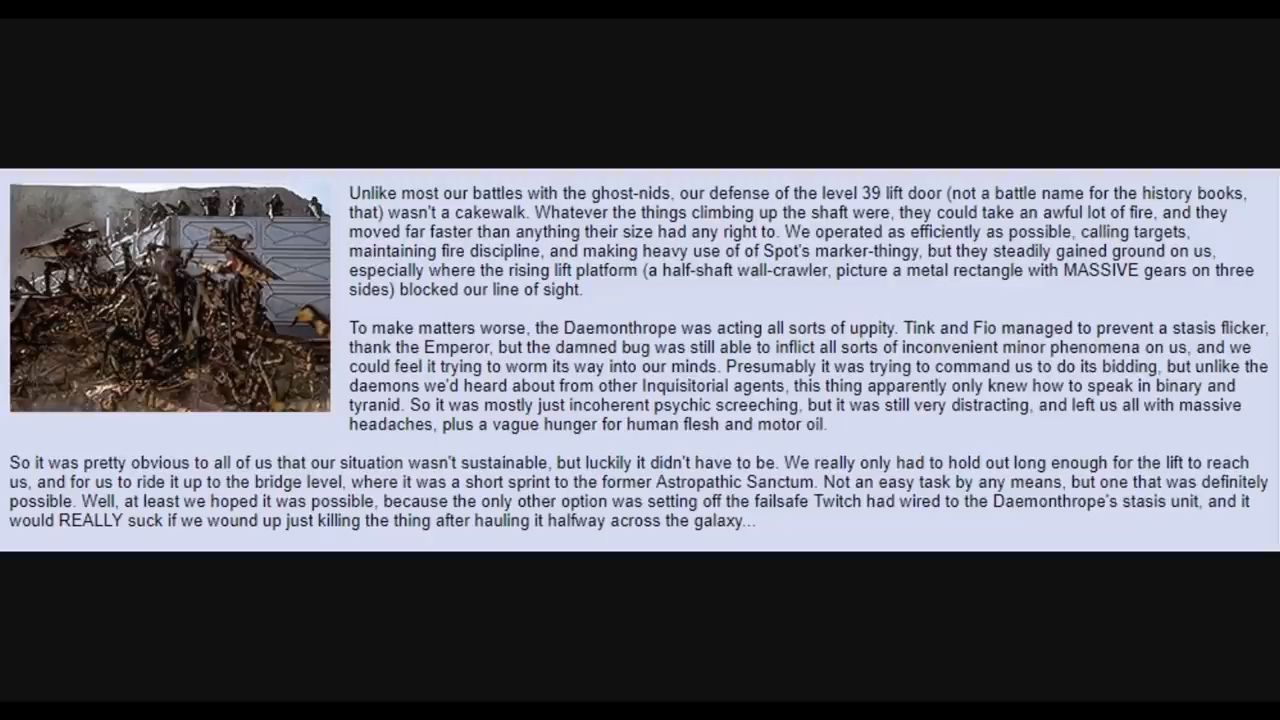 Unlike most our battles with the ghost-nids, our defense of the level 39 lift door (not a battle name for the history books,
that) wasn't a cakewalk. Whatever the things climbing up the shaft were, they could take an awful lot of fire, and they
moved far faster than anything their size had any right to. We operated as efficiently as possible, calling targets,
maintaining fire discipline, and making heavy use of of Spot's marker-thingy, but they steadily gained ground on us,
especially where the rising lift platform (a half-shaft wall-crawler, picture a metal rectangle with MASSIVE gears on three
sides) blocked our line of sight.
To make matters worse, the Daemonthrope was acting all sorts of uppity. Tink and Fio managed to prevent a stasis flicker,
thank the Emperor, but the damned bug was still able to inflict all sorts of inconvenient minor phenomena on us, and we
could feel it trying to worm its way into our minds. Presumably it was trying to command us to do its bidding, but unlike the
daemons we'd heard about from other Inquisitorial agents, this thing apparently only knew how to speak in binary and
tyranid. So it was mostly just incoherent psychic screeching, but it was still very distracting, and left us all with massive
headaches, plus a vague hunger for human flesh and motor oil.
So it was pretty obvious to all of us that our situation wasn't sustainable, but luckily it didn't have to be. We really only had to hold out long enough for the lift to reach
us, and for us to ride it up to the bridge level, where it was a short sprint to the former Astropathic Sanctum. Not an easy task by any means, but one that was definitely
possible. Well, at least we hoped it was possible, because the only other option was setting off the failsafe Twitch had wired to the Daemonthrope's stasis unit, and it
would REALLY suck if we wound up just killing the thing after hauling it halfway across the galaxy...